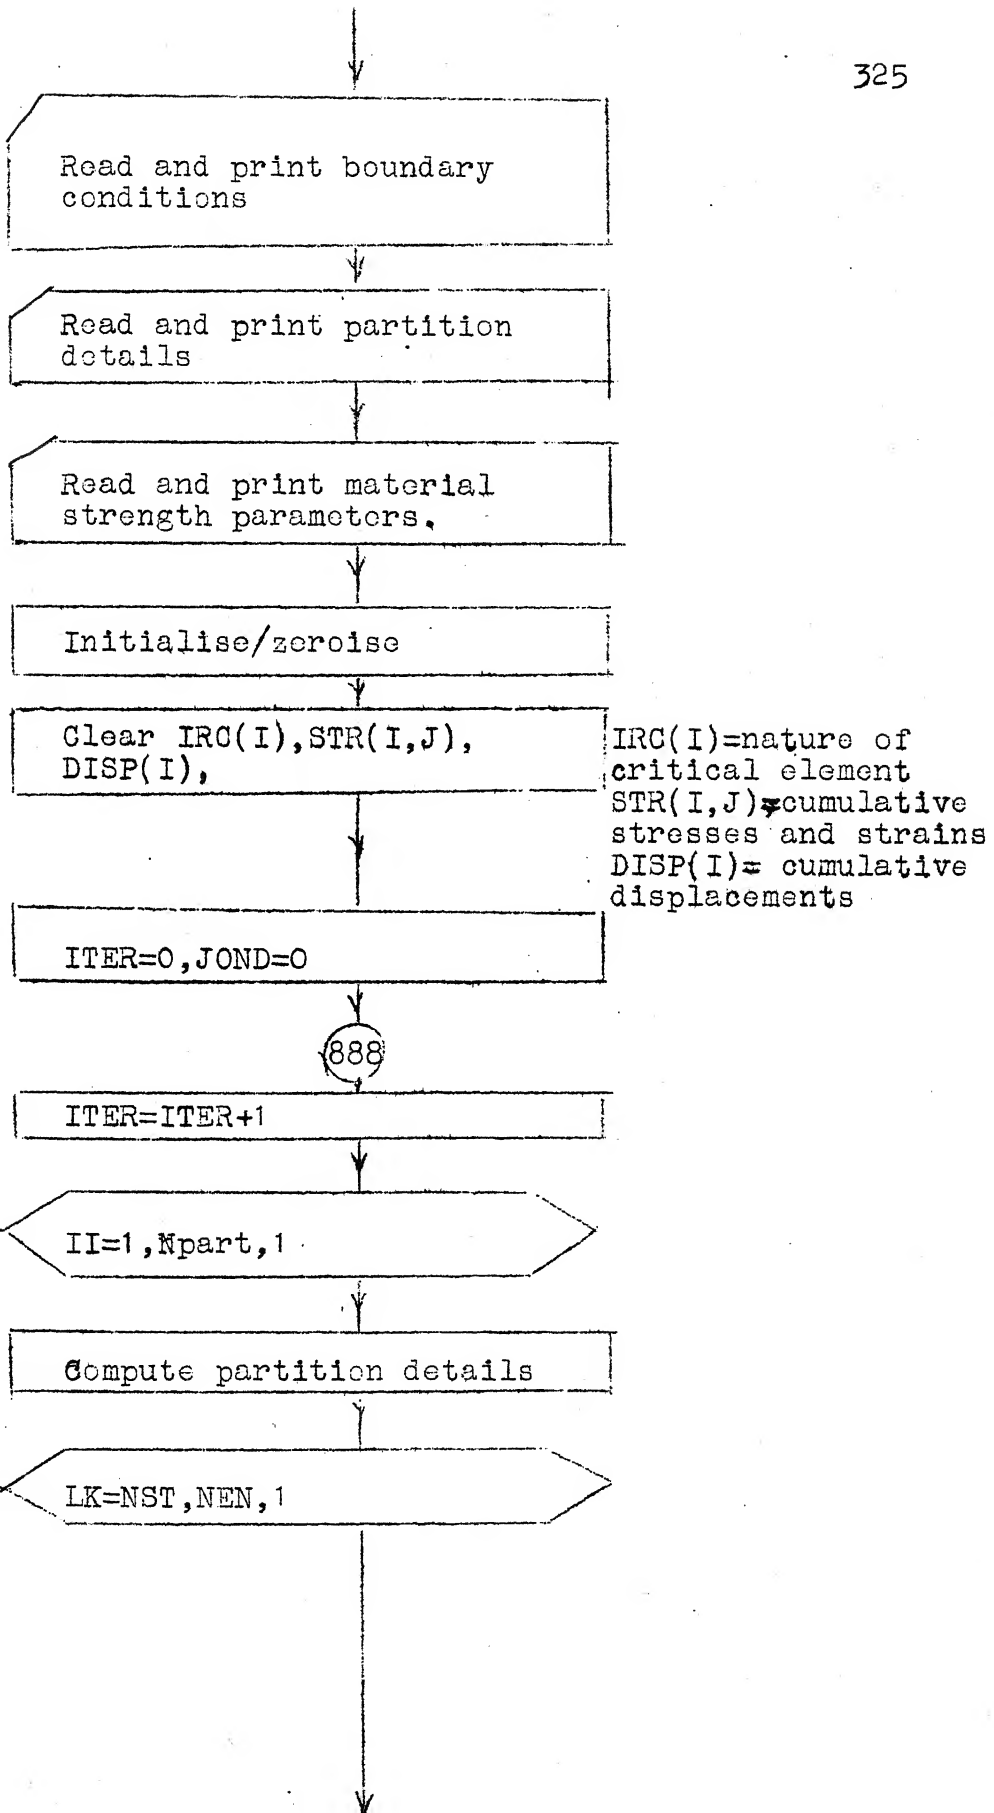 325
Read and print boundary
conditions
Read and print partition
details
Read and print material
strength parameters.
Initialise/zeroise
Clear IRC(I),STR(I,J),
DISP(I),
IRC(I)=nature of
critical element
STR(I,J)=cumulative
stresses and strains
DISP(I)= cumulative
displacements
ITER=0,JOND=0
888
ITER=ITER+1
II=1,Npart,1
Compute partition details
LK=NST,NEN,1